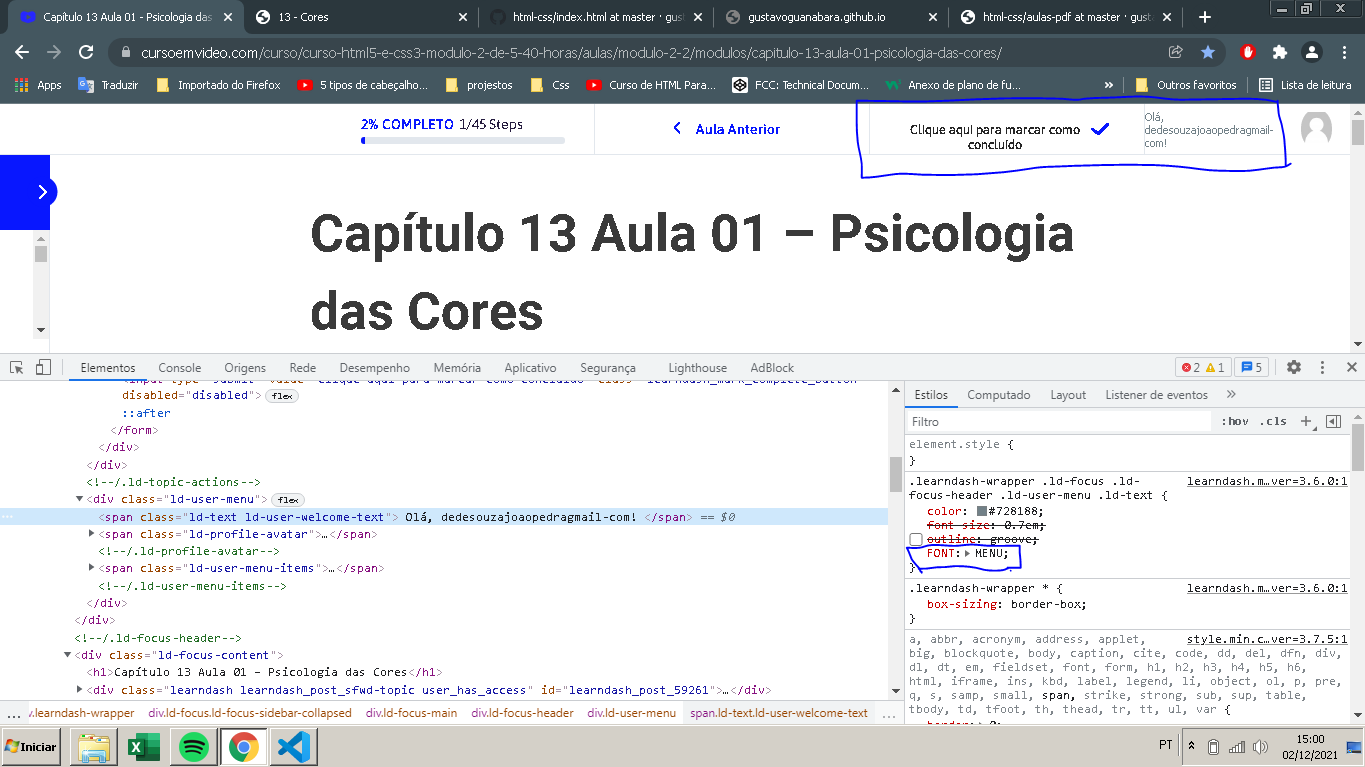 Capítulo 13 Aula 01 - Psicologia das
13 - Cores
html-css/index.html at master · gust
gustavoguanabara.github.io
html-css/aulas-pdf at master · gusta
cursoemvideo.com/curso/curso-html5-e-css3-modulo-2-de-5-40-horas/aulas/modulo-2-2/modulos/capitulo-13-aula-01-psicologia-das-cores/
Apps
Traduzir
Importado do Firefox
5 tipos de cabeçalho...
projestos
Css
Curso de HTML Para...
FCC: Technical Docum...
Anexo de plano de fu...
»
Outros favoritos
Lista de leitura
2% COMPLETO 1/45 Steps
Aula Anterior
Clique aqui para marcar como
concluído
Olá,
dedesouzajoaopedragmail-
com!
Capítulo 13 Aula 01 – Psicologia
das Cores
Elementos
Console
Origens
Rede
Desempenho
Memória
Aplicativo
Segurança
Lighthouse
AdBlock
2
1
5
<input type="submit" value="Clique aqui para marcar como concluído" class="learndash_mark_complete_button"
disabled="disabled"> flex
::after
</form>
</div>
</div>
<!--/.ld-topic-actions-->
<div class="ld-user-menu"> flex
... <span class="ld-text ld-user-welcome-text"> Olá, dedesouzajoaopedragmail-com! </span> == $0
<span class="ld-profile-avatar">…</span>
<!--/.ld-profile-avatar-->
<span class="ld-user-menu-items">…</span>
<!--/.ld-user-menu-items-->
</div>
</div>
<!--/.ld-focus-header-->
<div class="ld-focus-content">
<h1>Capítulo 13 Aula 01 – Psicologia das Cores</h1>
<div class="learndash learndash_post_sfwd-topic user_has_access" id="learndash_post_59261">…</div>
... /.learndash-wrapper div.ld-focus.ld-focus-sidebar-collapsed div.ld-focus-main div.ld-focus-header div.ld-user-menu span.ld-text.ld-user-welcome-text ...
Estilos
Computado
Layout
Listener de eventos
»
Filtro
:hov .cls +
element.style {
}
.learndash-wrapper .ld-focus .ld- learndash.m…ver=3.6.0:1
focus-header .ld-user-menu .ld-text {
color: #728188;
font-size: 0.7em;
outline: groove;
FONT: MENU;
}
.learndash-wrapper * { learndash.m…ver=3.6.0:1
box-sizing: border-box;
}
a, abbr, acronym, address, applet, style.min.c…ver=3.7.5:1
big, blockquote, body, caption, cite, code, dd, del, dfn, div,
dl, dt, em, fieldset, font, form, h1, h2, h3, h4, h5, h6,
html, iframe, ins, kbd, label, legend, li, object, ol, p, pre,
q, s, samp, small, span, strike, strong, sub, sup, table,
tbody, td, tfoot, th, thead, tr, tt, ul, var {
border: 0;
Iniciar
PT
15:00
02/12/2021